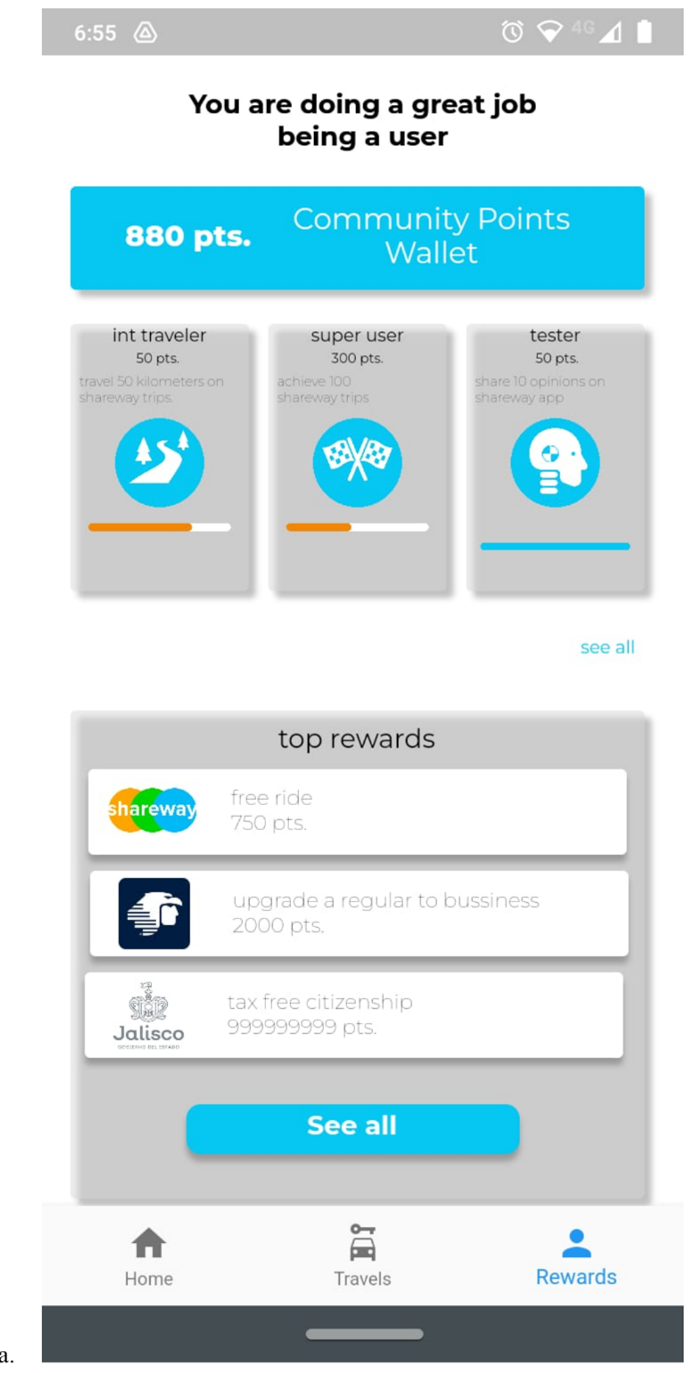 6:55
4G
You are doing a great job
being a user
880 pts.
Community Points
Wallet
int traveler
50 pts.
travel 50 kilometers on
shareway trips
super user
300 pts.
achieve 100
shareway trips
tester
50 pts.
share 10 opinions on
shareway app
see all
top rewards
shareway
free ride
750 pts.
upgrade a regular to bussiness
2000 pts.
Jalisco
GOBIERNO DEL ESTADO
tax free citizenship
999999999 pts.
See all
Home
Travels
Rewards
a.